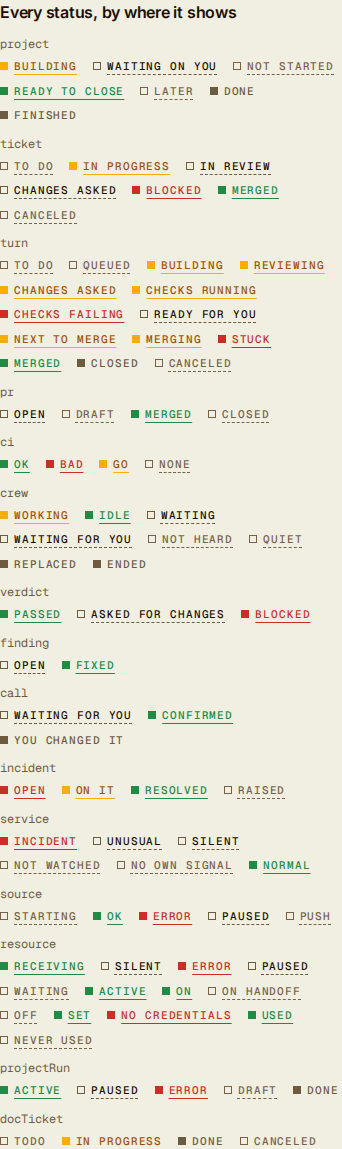 Every status, by where it shows
project
BUILDING WAITING ON YOU NOT STARTED
READY TO CLOSE LATER DONE
FINISHED
ticket
TO DO IN PROGRESS IN REVIEW
CHANGES ASKED BLOCKED MERGED
CANCELED
turn
TO DO QUEUED BUILDING REVIEWING
CHANGES ASKED CHECKS RUNNING
CHECKS FAILING READY FOR YOU
NEXT TO MERGE MERGING STUCK
MERGED CLOSED CANCELED
pr
OPEN DRAFT MERGED CLOSED
ci
OK BAD GO NONE
crew
WORKING IDLE WAITING
WAITING FOR YOU NOT HEARD QUIET
REPLACED ENDED
verdict
PASSED ASKED FOR CHANGES BLOCKED
finding
OPEN FIXED
call
WAITING FOR YOU CONFIRMED
YOU CHANGED IT
incident
OPEN ON IT RESOLVED RAISED
service
INCIDENT UNUSUAL SILENT
NOT WATCHED NO OWN SIGNAL NORMAL
source
STARTING OK ERROR PAUSED PUSH
resource
RECEIVING SILENT ERROR PAUSED
WAITING ACTIVE ON ON HANDOFF
OFF SET NO CREDENTIALS USED
NEVER USED
projectRun
ACTIVE PAUSED ERROR DRAFT DONE
docTicket
TODO IN PROGRESS DONE CANCELED